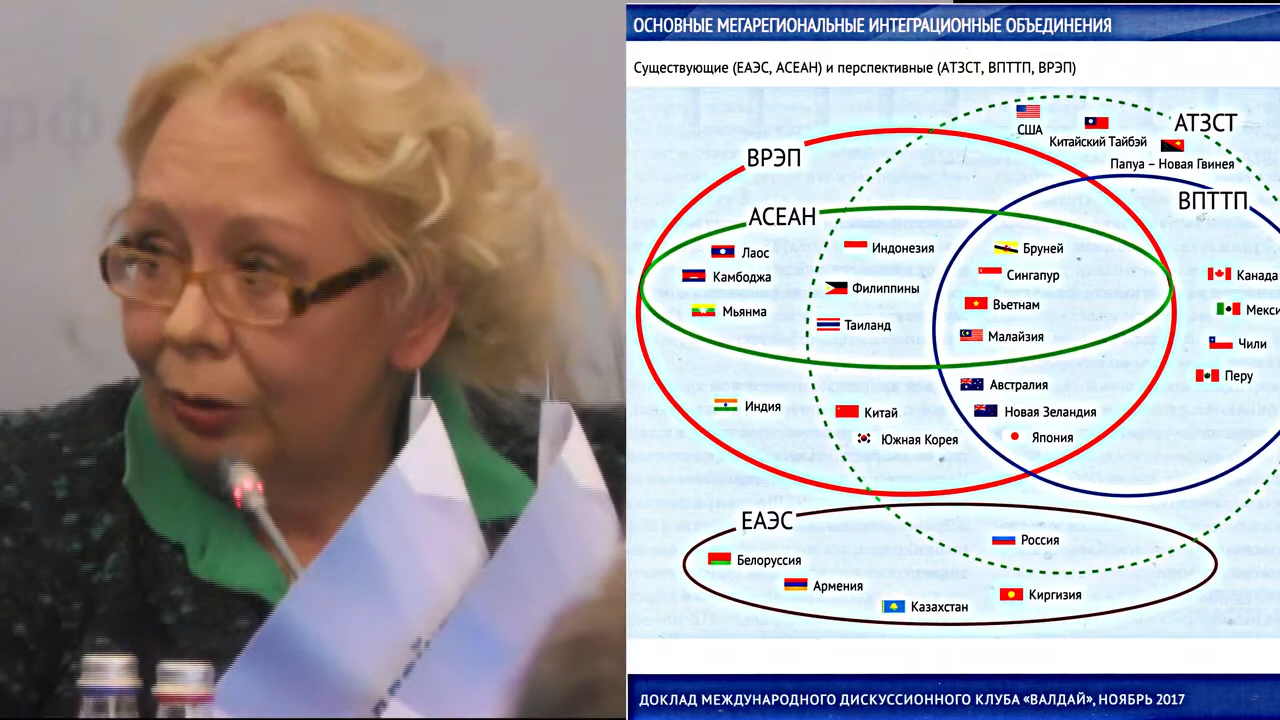 ОСНОВНЫЕ МЕГАРЕГИОНАЛЬНЫЕ ИНТЕГРАЦИОННЫЕ ОБЪЕДИНЕНИЯ
Существующие (ЕАЭС, АСЕАН) и перспективные (АТЗСТ, ВПТТП, ВРЭП)
США
Китайский Тайбэй
АТЗСТ
Папуа – Новая Гвинея
ВРЭП
ВПТТП
АСЕАН
Лаос
Индонезия
Бруней
Камбоджа
Сингапур
Канада
Филиппины
Мьянма
Вьетнам
Мекси
Таиланд
Малайзия
Чили
Перу
Австралия
Индия
Китай
Новая Зеландия
Южная Корея
Япония
ЕАЭС
Россия
Белоруссия
Армения
Киргизия
Казахстан
ДОКЛАД МЕЖДУНАРОДНОГО ДИСКУССИОННОГО КЛУБА «ВАЛДАЙ», НОЯБРЬ 2017